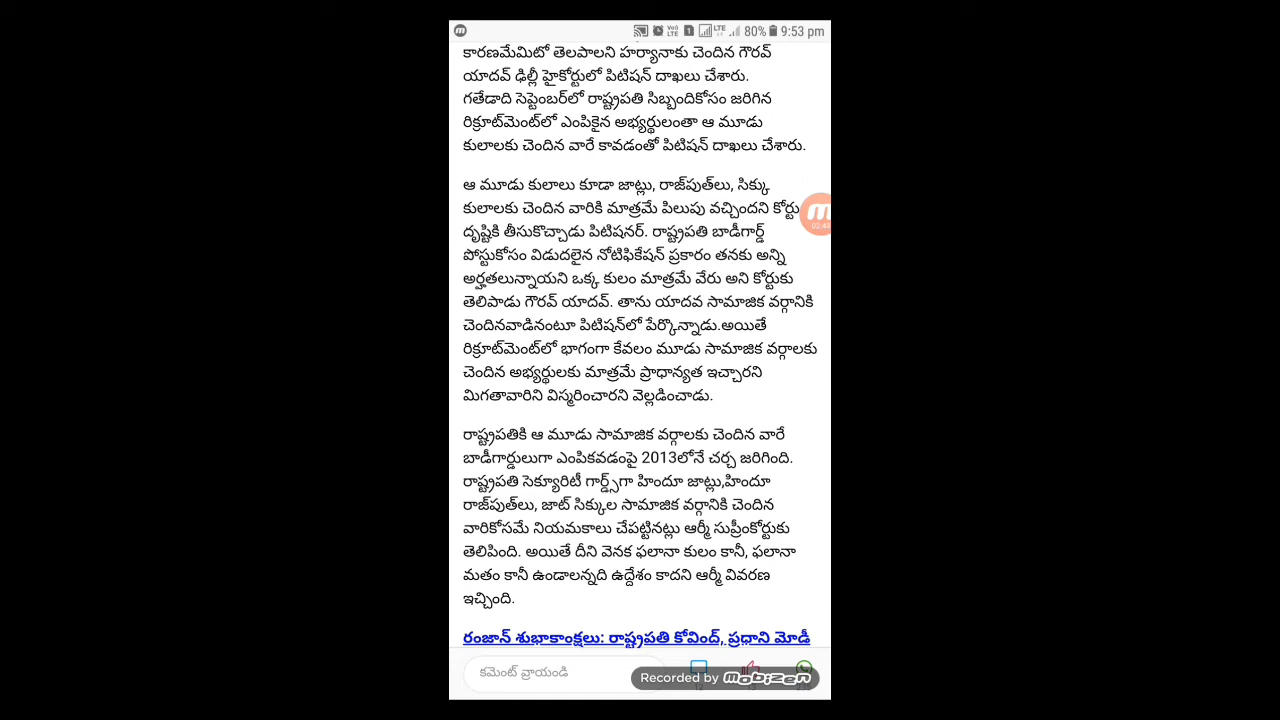 80% 9:53 pm
కారణమేమిటో తెలపాలని హర్యానాకు చెందిన గౌరవ్
యాదవ్ ఢిల్లీ హైకోర్టులో పిటిషన్ దాఖలు చేశారు.
గతేడాది సెప్టెంబర్‌లో రాష్ట్రపతి సిబ్బందికోసం జరిగిన
రిక్రూట్‌మెంట్‌లో ఎంపికైన అభ్యర్థులంతా ఆ మూడు
కులాలకు చెందిన వారే కావడంతో పిటిషన్ దాఖలు చేశారు.
ఆ మూడు కులాలు కూడా జాట్లు, రాజ్‌పుత్‌లు, సిక్కు
కులాలకు చెందిన వారికి మాత్రమే పిలుపు వచ్చిందని కోర్టు
దృష్టికి తీసుకొచ్చాడు పిటిషనర్. రాష్ట్రపతి బాడీగార్డ్
పోస్టుకోసం విడుదలైన నోటిఫికేషన్ ప్రకారం తనకు అన్ని
అర్హతలున్నాయని ఒక్క కులం మాత్రమే వేరు అని కోర్టుకు
తెలిపాడు గౌరవ్ యాదవ్. తాను యాదవ సామాజిక వర్గానికి
చెందినవాడినంటూ పిటిషన్‌లో పేర్కొన్నాడు.అయితే
రిక్రూట్‌మెంట్‌లో భాగంగా కేవలం మూడు సామాజిక వర్గాలకు
చెందిన అభ్యర్థులకు మాత్రమే ప్రాధాన్యత ఇచ్చారని
మిగతావారిని విస్మరించారని వెల్లడించాడు.
రాష్ట్రపతికి ఆ మూడు సామాజిక వర్గాలకు చెందిన వారే
బాడీగార్డులుగా ఎంపికవడంపై 2013లోనే చర్చ జరిగింది.
రాష్ట్రపతి సెక్యూరిటీ గార్డ్స్‌గా హిందూ జాట్లు,హిందూ
రాజ్‌పుత్‌లు, జాట్ సిక్కుల సామాజిక వర్గానికి చెందిన
వారికోసమే నియమకాలు చేపట్టినట్లు ఆర్మీ సుప్రీంకోర్టుకు
తెలిపింది. అయితే దీని వెనక ఫలానా కులం కానీ, ఫలానా
మతం కానీ ఉండాలన్నది ఉద్దేశం కాదని ఆర్మీ వివరణ
ఇచ్చింది.
రంజాన్ శుభాకాంక్షలు: రాష్ట్రపతి కోవింద్, ప్రధాని మోడీ
కమెంట్ వ్రాయండి
Recorded by mobizen